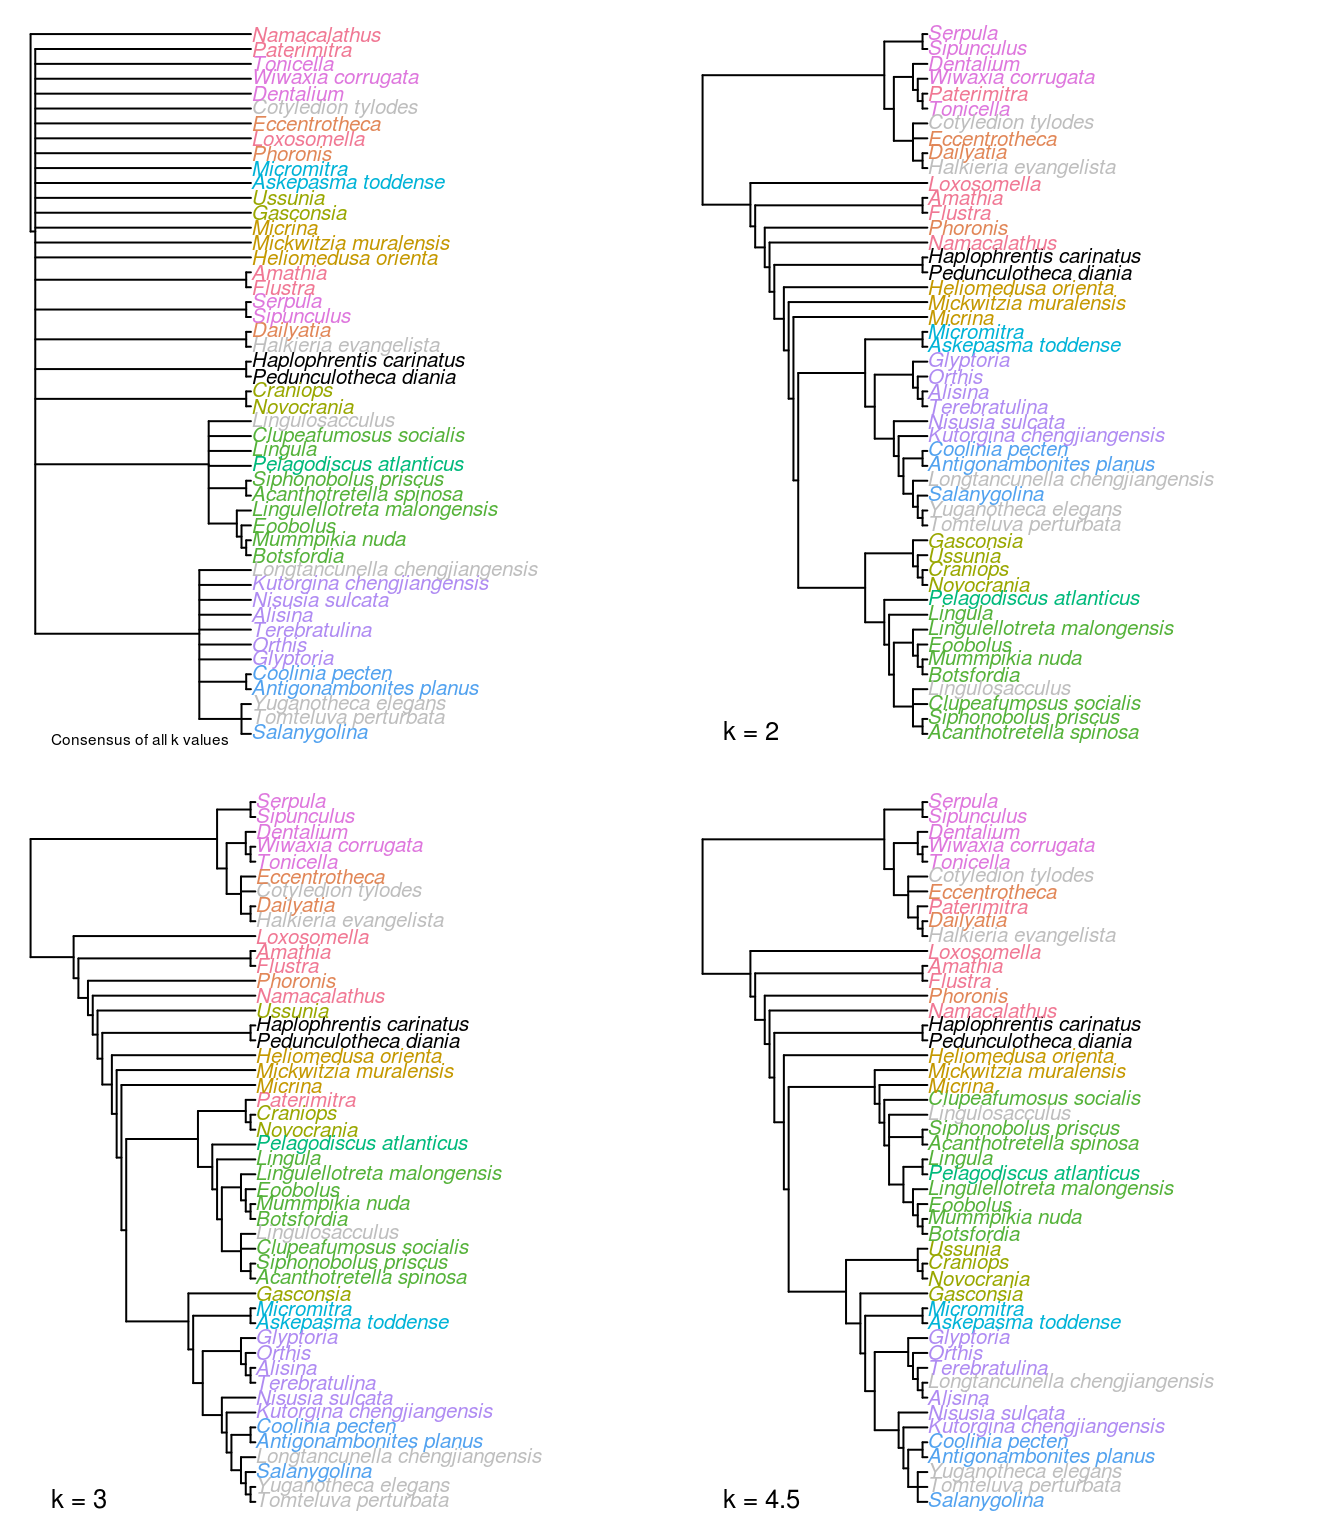 Namacalathus
Paterimitra
Tonicella
Wiwaxia corrugata
Dentalium
Cotyledion tylodes
Eccentrotheca
Loxosomella
Phoronis
Micromitra
Askepasma toddense
Ussunia
Gasconsia
Micrina
Mickwitzia muralensis
Heliomedusa orienta
Amathia
Flustra
Serpula
Sipunculus
Dailyatia
Halkieria evangelista
Haplophrentis carinatus
Pedunculotheca diania
Craniops
Novocrania
Lingulosacculus
Clupeafumosus socialis
Lingula
Pelagodiscus atlanticus
Siphonobolus priscus
Acanthotretella spinosa
Lingulellotreta malongensis
Eoobolus
Mummpikia nuda
Botsfordia
Longtancunella chengjiangensis
Kutorgina chengjiangensis
Nisusia sulcata
Alisina
Terebratulina
Orthis
Glyptoria
Coolinia pecten
Antigonambonites planus
Yuganotheca elegans
Tomteluva perturbata
Salanygolina
Consensus of all k values
Serpula
Sipunculus
Dentalium
Wiwaxia corrugata
Paterimitra
Tonicella
Cotyledion tylodes
Eccentrotheca
Dailyatia
Halkieria evangelista
Loxosomella
Amathia
Flustra
Phoronis
Namacalathus
Haplophrentis carinatus
Pedunculotheca diania
Heliomedusa orienta
Mickwitzia muralensis
Micrina
Micromitra
Askepasma toddense
Glyptoria
Orthis
Alisina
Terebratulina
Nisusia sulcata
Kutorgina chengjiangensis
Coolinia pecten
Antigonambonites planus
Longtancunella chengjiangensis
Salanygolina
Yuganotheca elegans
Tomteluva perturbata
Gasconsia
Ussunia
Craniops
Novocrania
Pelagodiscus atlanticus
Lingula
Lingulellotreta malongensis
Eoobolus
Mummpikia nuda
Botsfordia
Lingulosacculus
Clupeafumosus socialis
Siphonobolus priscus
Acanthotretella spinosa
k = 2
Serpula
Sipunculus
Dentalium
Wiwaxia corrugata
Tonicella
Eccentrotheca
Cotyledion tylodes
Dailyatia
Halkieria evangelista
Loxosomella
Amathia
Flustra
Phoronis
Namacalathus
Ussunia
Haplophrentis carinatus
Pedunculotheca diania
Heliomedusa orienta
Mickwitzia muralensis
Micrina
Paterimitra
Craniops
Novocrania
Pelagodiscus atlanticus
Lingula
Lingulellotreta malongensis
Eoobolus
Mummpikia nuda
Botsfordia
Lingulosacculus
Clupeafumosus socialis
Siphonobolus priscus
Acanthotretella spinosa
Gasconsia
Micromitra
Askepasma toddense
Glyptoria
Orthis
Alisina
Terebratulina
Nisusia sulcata
Kutorgina chengjiangensis
Coolinia pecten
Antigonambonites planus
Longtancunella chengjiangensis
Salanygolina
Yuganotheca elegans
Tomteluva perturbata
k = 3
Serpula
Sipunculus
Dentalium
Wiwaxia corrugata
Tonicella
Cotyledion tylodes
Eccentrotheca
Paterimitra
Dailyatia
Halkieria evangelista
Loxosomella
Amathia
Flustra
Phoronis
Namacalathus
Haplophrentis carinatus
Pedunculotheca diania
Heliomedusa orienta
Mickwitzia muralensis
Micrina
Clupeafumosus socialis
Lingulosacculus
Siphonobolus priscus
Acanthotretella spinosa
Lingula
Pelagodiscus atlanticus
Lingulellotreta malongensis
Eoobolus
Mummpikia nuda
Botsfordia
Ussunia
Craniops
Novocrania
Gasconsia
Micromitra
Askepasma toddense
Glyptoria
Orthis
Terebratulina
Longtancunella chengjiangensis
Alisina
Nisusia sulcata
Kutorgina chengjiangensis
Coolinia pecten
Antigonambonites planus
Yuganotheca elegans
Tomteluva perturbata
Salanygolina
k = 4.5